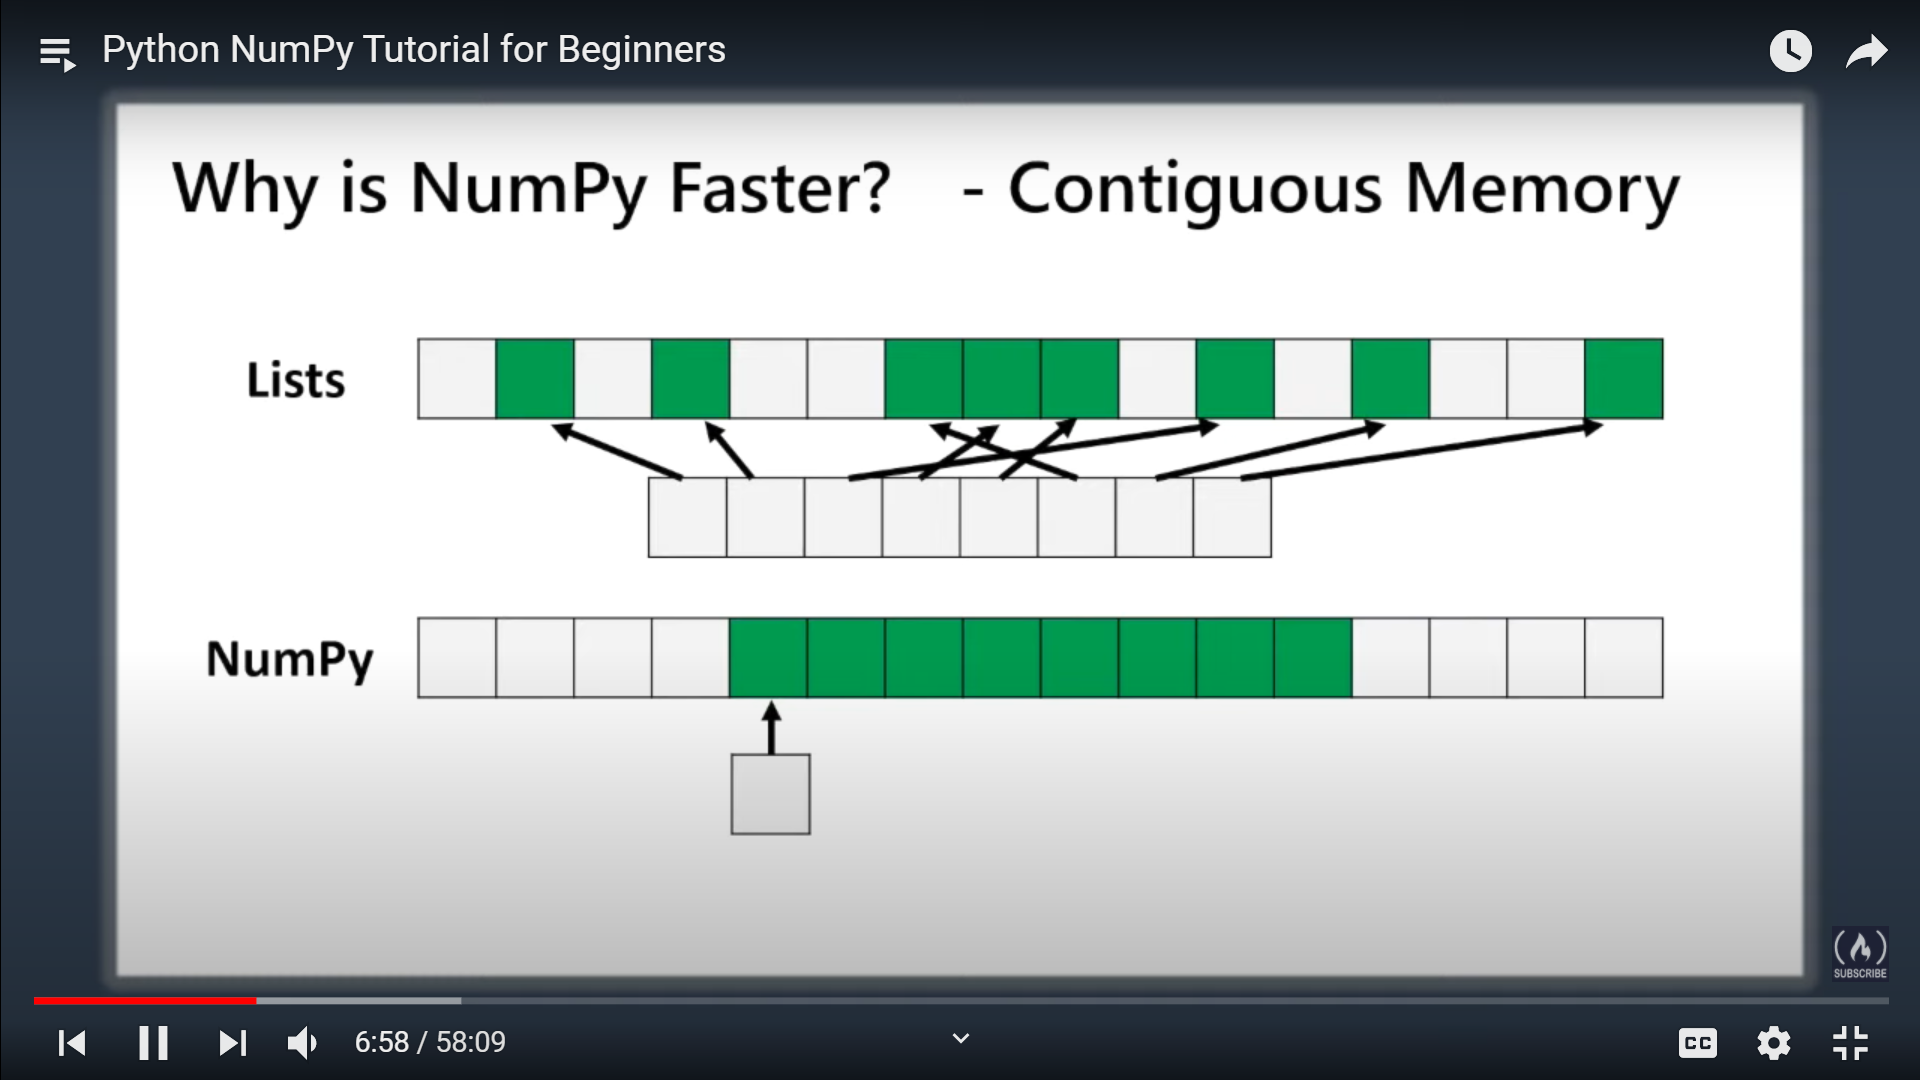 Python NumPy Tutorial for Beginners
Why is NumPy Faster? - Contiguous Memory
Lists
NumPy
SUBSCRIBE
6:58 / 58:09
CC